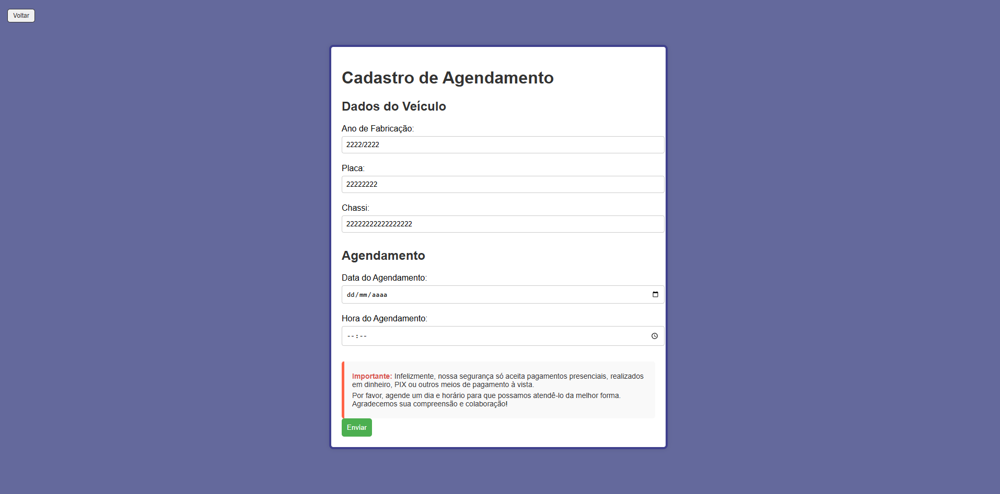 Voltar
Cadastro de Agendamento
Dados do Veículo
Ano de Fabricação:
2222/2222
Placa:
22222222
Chassi:
22222222222222222
Agendamento
Data do Agendamento:
dd/mm/aaaa
Hora do Agendamento:
--:--
Importante: Infelizmente, nossa segurança só aceita pagamentos presenciais, realizados
em dinheiro, PIX ou outros meios de pagamento à vista.
Por favor, agende um dia e horário para que possamos atendê-lo da melhor forma.
Agradecemos sua compreensão e colaboração!
Enviar